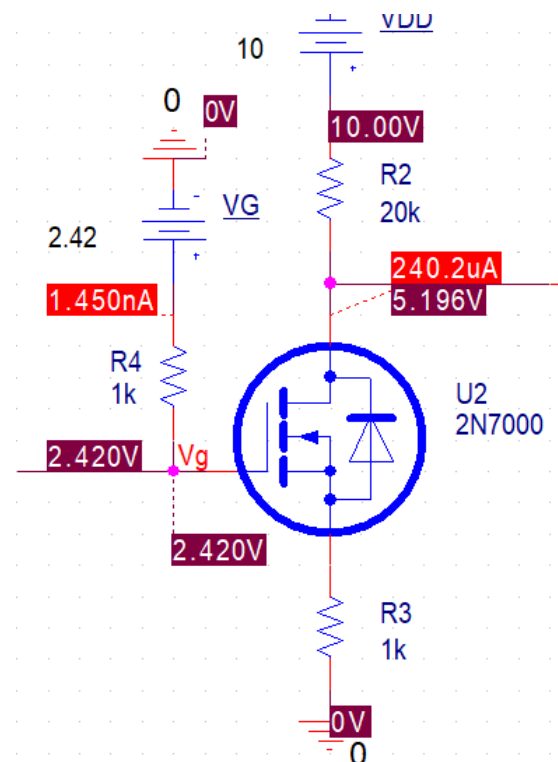 VDD
10
0
0V
10.00V
R2
20k
VG
2.42
240.2uA
1.450nA
5.196V
R4
1k
U2
2N7000
2.420V
Vg
2.420V
R3
1k
0V
0